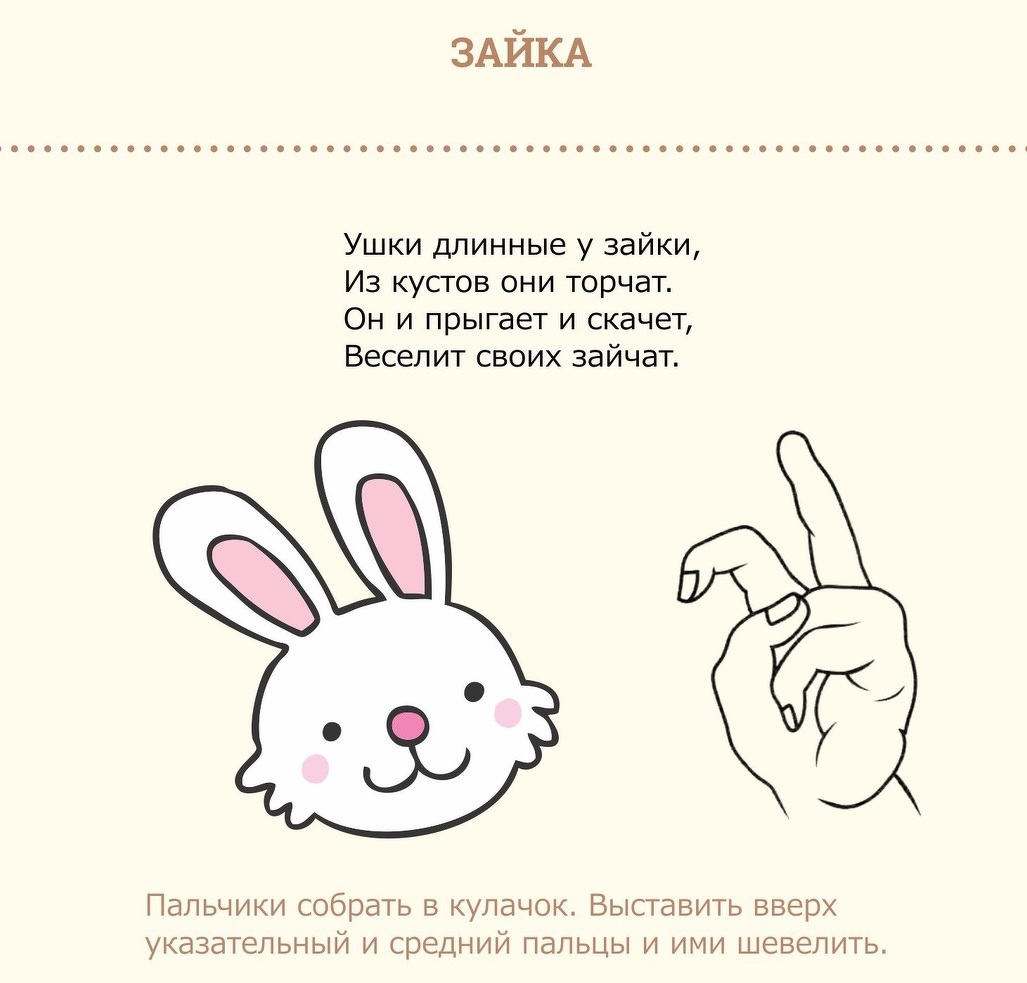 ЗАЙКА
Ушки длинные у зайки,
Из кустов они торчат.
Он и прыгает и скачет,
Веселит своих зайчат.
Пальчики собрать в кулачок. Выставить вверх
указательный и средний пальцы и ими шевелить.